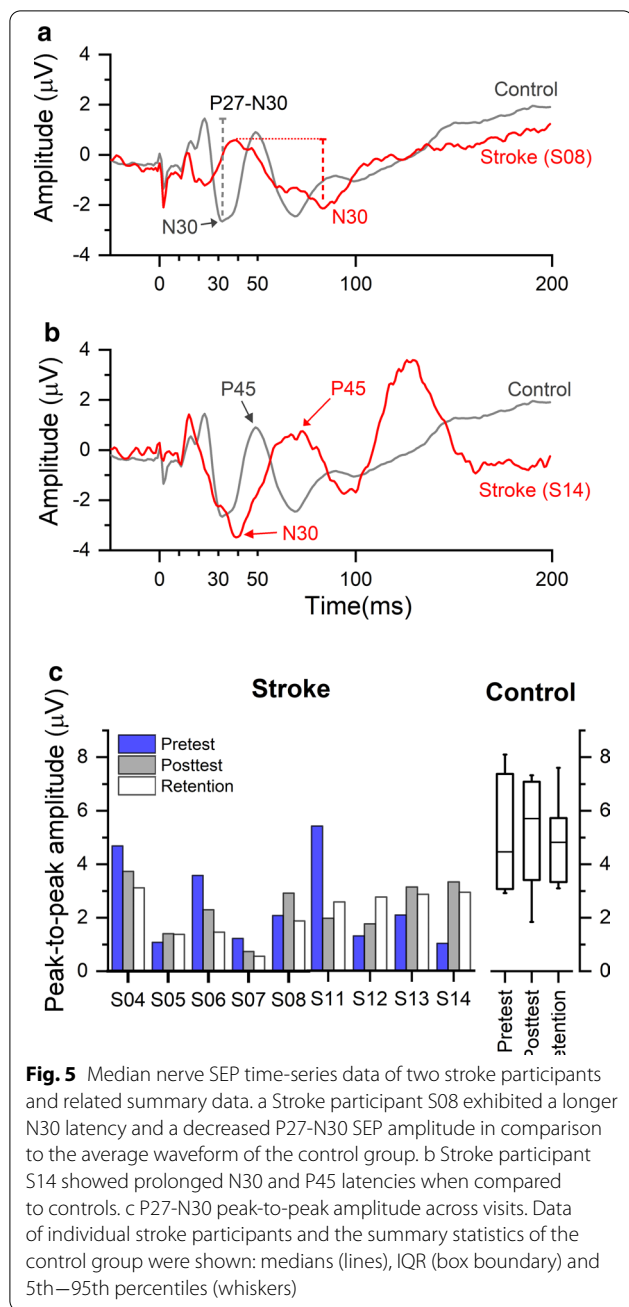 a
Amplitude (µV)
4
2
0
-2
-4
P27-N30
Control
Stroke (S08)
N30
N30
0 30 50 100 200
b
Amplitude (µV)
4
2
0
-2
-4
P45
P45
Control
N30
Stroke (S14)
0 30 50 100 200
Time(ms)
c
Stroke Control
Peak-to-peak amplitude (µV)
8
6
4
2
0
Pretest
Posttest
Retention
8
6
4
2
0
S04 S05 S06 S07 S08 S11 S12 S13 S14
Pretest
Posttest
etention
Fig. 5 Median nerve SEP time-series data of two stroke participants
and related summary data. a Stroke participant S08 exhibited a longer
N30 latency and a decreased P27-N30 SEP amplitude in comparison
to the average waveform of the control group. b Stroke participant
S14 showed prolonged N30 and P45 latencies when compared
to controls. c P27-N30 peak-to-peak amplitude across visits. Data
of individual stroke participants and the summary statistics of the
control group were shown: medians (lines), IQR (box boundary) and
5th—95th percentiles (whiskers)